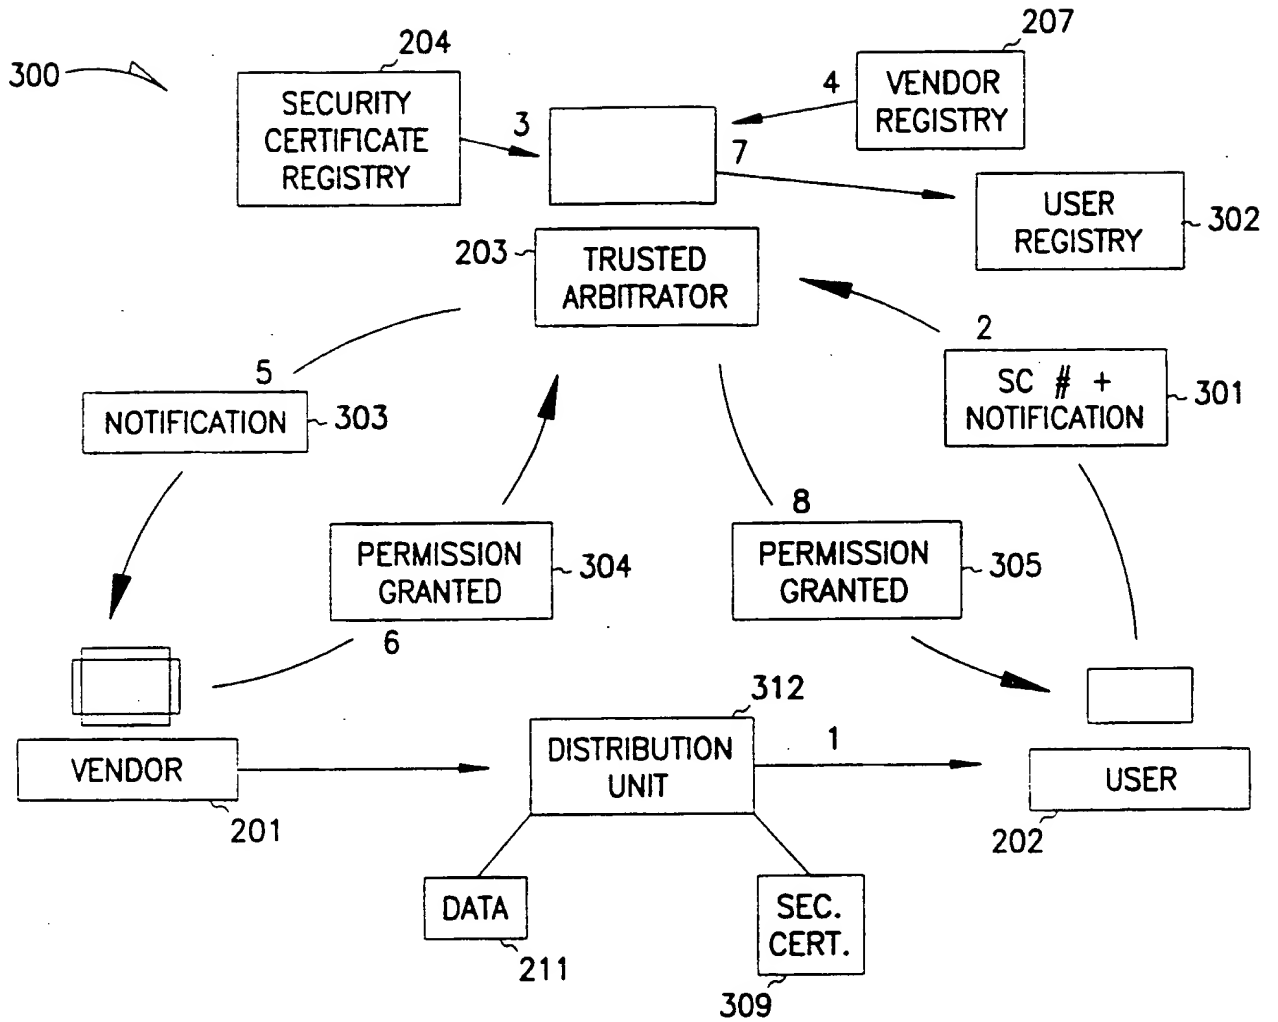 300
204
SECURITY
CERTIFICATE
REGISTRY
3
4
207
VENDOR
REGISTRY
7
USER
REGISTRY
302
203
TRUSTED
ARBITRATOR
2
SC # +
NOTIFICATION
301
5
NOTIFICATION
303
PERMISSION
GRANTED
304
6
8
PERMISSION
GRANTED
305
VENDOR
201
312
DISTRIBUTION
UNIT
1
USER
202
DATA
211
SEC.
CERT.
309